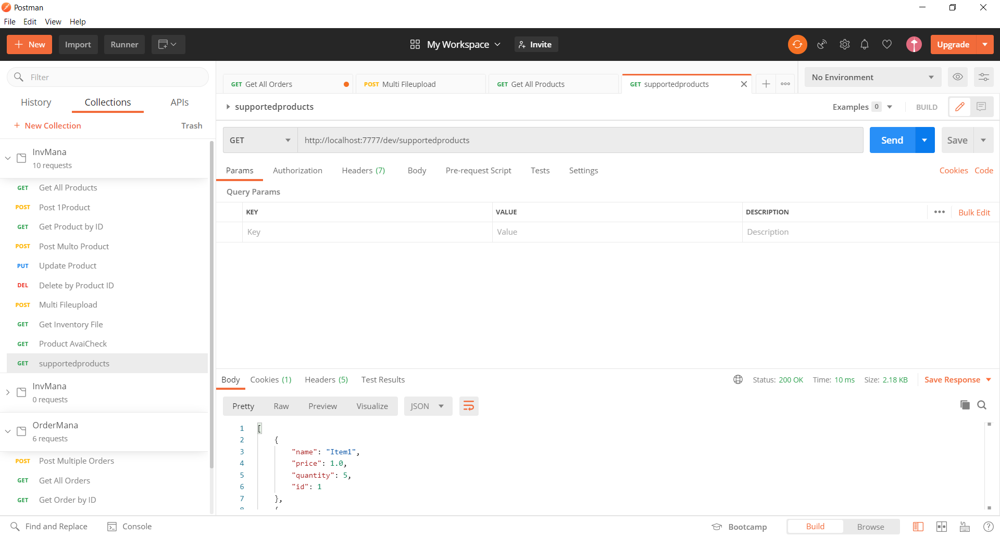 Postman
File Edit View Help
+ New Import Runner My Workspace Invite Upgrade
Filter
History Collections APIs
+ New Collection Trash
InvMana
10 requests
GET Get All Products
POST Post 1Product
GET Get Product by ID
POST Post Multo Product
PUT Update Product
DEL Delete by Product ID
POST Multi Fileupload
GET Get Inventory File
GET Product AvaiCheck
GET supportedproducts
InvMana
0 requests
OrderMana
6 requests
POST Post Multiple Orders
GET Get All Orders
GET Get Order by ID
GET Get All Orders POST Multi Fileupload GET Get All Products GET supportedproducts No Environment
supportedproducts Examples 0 BUILD
GET http://localhost:7777/dev/supportedproducts Send Save
Params Authorization Headers (7) Body Pre-request Script Tests Settings Cookies Code
Query Params
KEY VALUE DESCRIPTION Bulk Edit
Key Value Description
Body Cookies (1) Headers (5) Test Results Status: 200 OK Time: 10 ms Size: 2.18 KB Save Response
Pretty Raw Preview Visualize JSON
1 [
2 {
3 "name": "Item1",
4 "price": 1.0,
5 "quantity": 5,
6 "id": 1
7 },
8 {
Find and Replace Console Bootcamp Build Browse